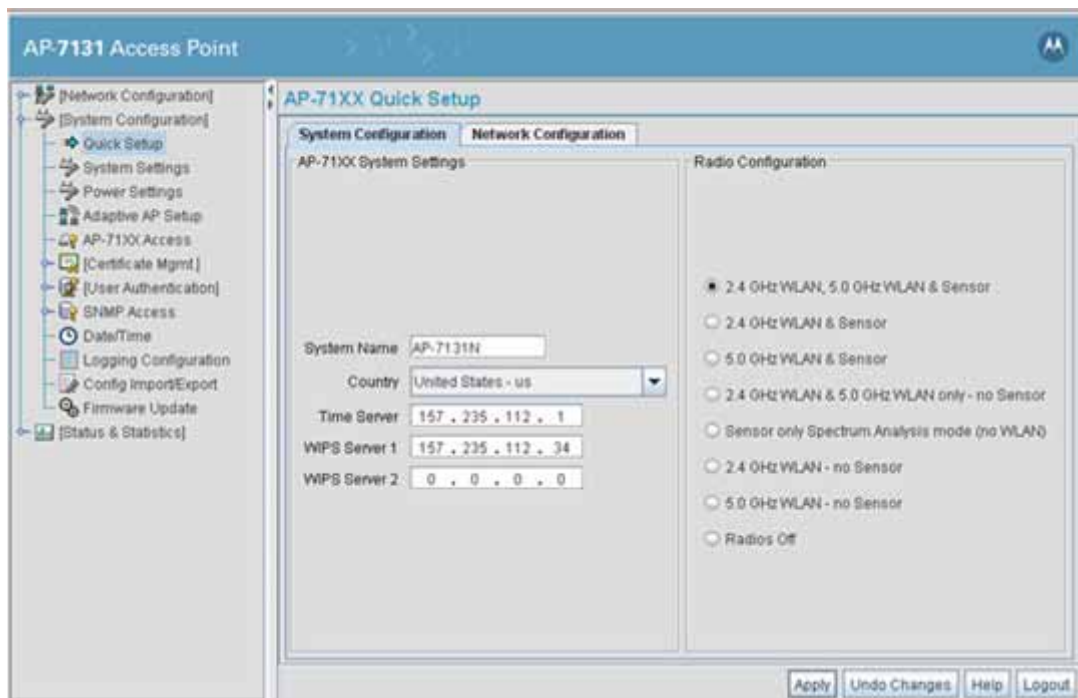 AP-7131 Access Point
[Network Configuration]
[System Configuration]
Quick Setup
System Settings
Power Settings
Adaptive AP Setup
AP-71XX Access
[Certificate Mgmt.]
[User Authentication]
SNMP Access
Date/Time
Logging Configuration
Config Import/Export
Firmware Update
[Status & Statistics]
AP-71XX Quick Setup
System Configuration
Network Configuration
AP-71XX System Settings
System Name AP-7131N
Country United States - us
Time Server 157 . 235 . 112 . 1
WIPS Server 1 157 . 235 . 112 . 34
WIPS Server 2 0 . 0 . 0 . 0
Radio Configuration
2.4 GHz WLAN, 5.0 GHz WLAN & Sensor
2.4 GHz WLAN & Sensor
5.0 GHz WLAN & Sensor
2.4 GHz WLAN & 5.0 GHz WLAN only - no Sensor
Sensor only Spectrum Analysis mode (no WLAN)
2.4 GHz WLAN - no Sensor
5.0 GHz WLAN - no Sensor
Radios Off
Apply Undo Changes Help Logout